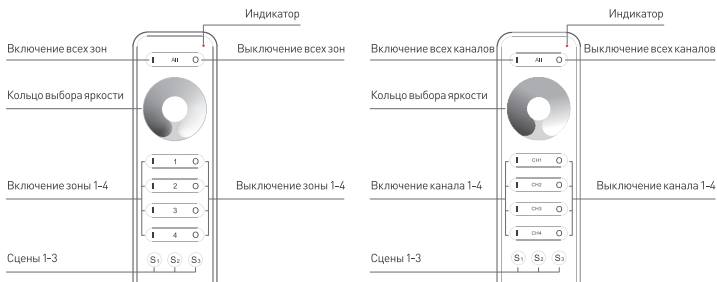 Индикатор
Включение всех зон
Выключение всех зон
All
Кольцо выбора яркости
1
Включение зоны 1-4
2
Выключение зоны 1-4
3
4
Сцены 1-3
S1 S2 S3
Индикатор
Включение всех каналов
Выключение всех каналов
All
Кольцо выбора яркости
CH1
Включение канала 1-4
CH2
Выключение канала 1-4
CH3
CH4
Сцены 1-3
S1 S2 S3